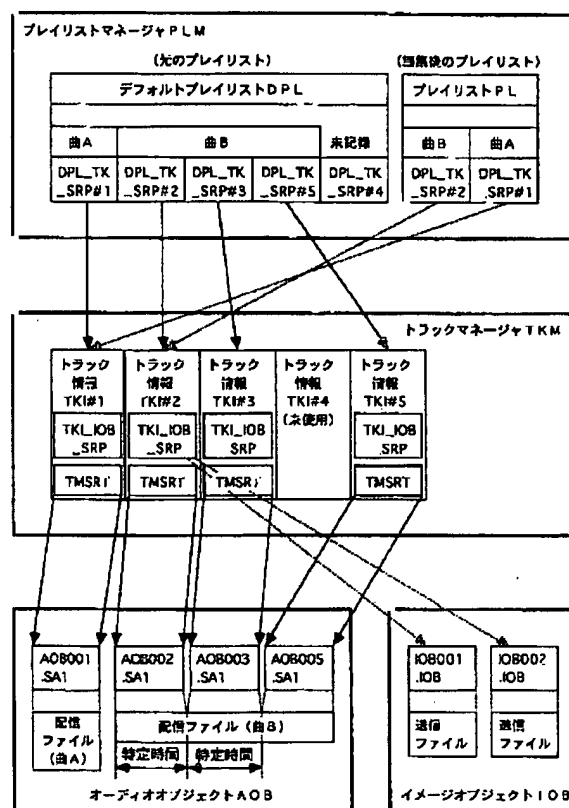 プレイリストマネージャPLM
(元のプレイリスト)
デフォルトプレイリストDPL
曲A
曲B
未記録
DPL_TK
_SRP#1
DPL_TK
_SRP#2
DPL_TK
_SRP#3
DPL_TK
_SRP#5
DPL_TK
_SRP#4
(編集後のプレイリスト)
プレイリストPL
曲B
曲A
DPL_TK
_SRP#2
DPL_TK
_SRP#1
トラックマネージャTKM
トラック
情報
TKI#1
TKI_IOB
_SRP
TMSRT
トラック
情報
TKI#2
TKI_IOB
_SRP
TMSRT
トラック
情報
TKI#3
TKI_IOB
_SRP
TMSRT
トラック
情報
TKI#4
(未使用)
トラック
情報
TKI#5
TKI_IOB
_SRP
TMSRT
AOB001
.SA1
AOB002
.SA1
AOB003
.SA1
AOB005
.SA1
配信
ファイル
(曲A)
配信ファイル(曲B)
特定時間
特定時間
オーディオオブジェクトAOB
IOB001
.IOB
IOB002
.IOB
送信
ファイル
送信
ファイル
イメージオブジェクトIOB